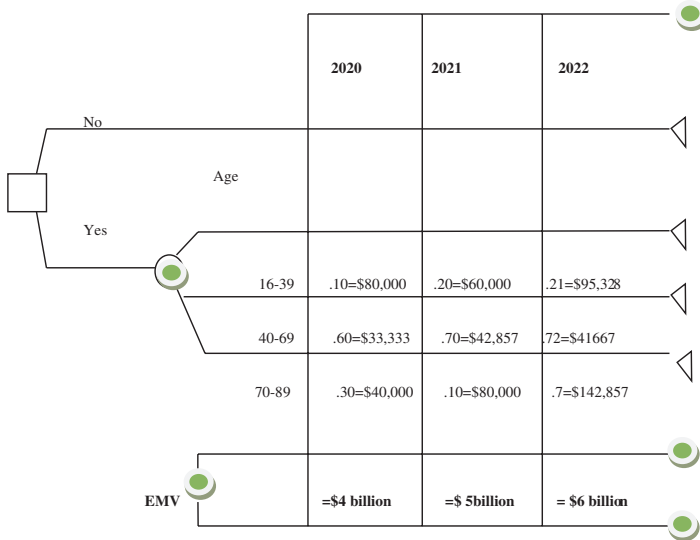 2020 2021 2022
No
Age
Yes
16-39 .10=$80,000 .20=$60,000 .21=$95,328
40-69 .60=$33,333 .70=$42,857 .72=$41667
70-89 .30=$40,000 .10=$80,000 .7=$142,857
EMV =$4 billion =$ 5billion = $6 billion